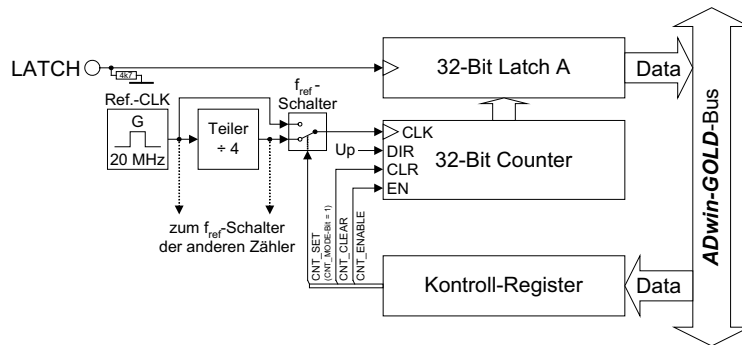 LATCH
4k7
32-Bit Latch A
Data
Ref.-CLK
G
20 MHz
Teiler
÷ 4
fref-
Schalter
Up
CLK
DIR
CLR
EN
32-Bit Counter
zum fref-Schalter
der anderen Zähler
CNT_SET
(CNT_MODE-Bit = 1)
CNT_CLEAR
CNT_ENABLE
Kontroll-Register
Data
ADwin-GOLD-Bus